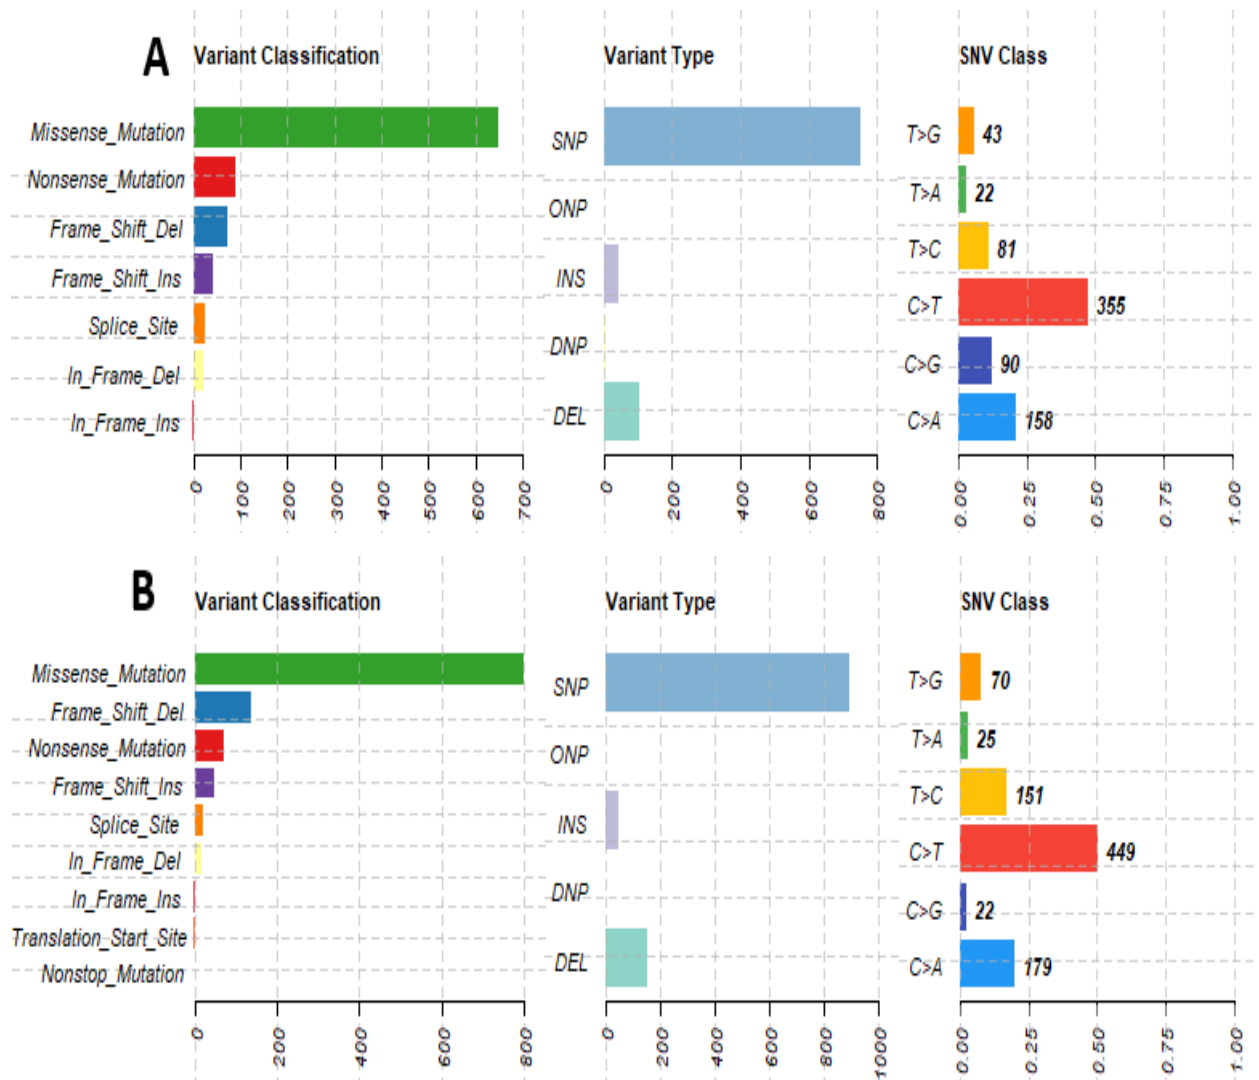 A
Variant Classification
Missense_Mutation
Nonsense_Mutation
Frame_Shift_Del
Frame_Shift_Ins
Splice_Site
In_Frame_Del
In_Frame_Ins
0 100 200 300 400 500 600 700
Variant Type
SNP
ONP
INS
DNP
DEL
0 200 400 600 800
SNV Class
T>G 43
T>A 22
T>C 81
C>T 355
C>G 90
C>A 158
0.00 0.25 0.50 0.75 1.00
B
Variant Classification
Missense_Mutation
Frame_Shift_Del
Nonsense_Mutation
Frame_Shift_Ins
Splice_Site
In_Frame_Del
In_Frame_Ins
Translation_Start_Site
Nonstop_Mutation
0 200 400 600 800
Variant Type
SNP
ONP
INS
DNP
DEL
0 200 400 600 800 1000
SNV Class
T>G 70
T>A 25
T>C 151
C>T 449
C>G 22
C>A 179
0.00 0.25 0.50 0.75 1.00